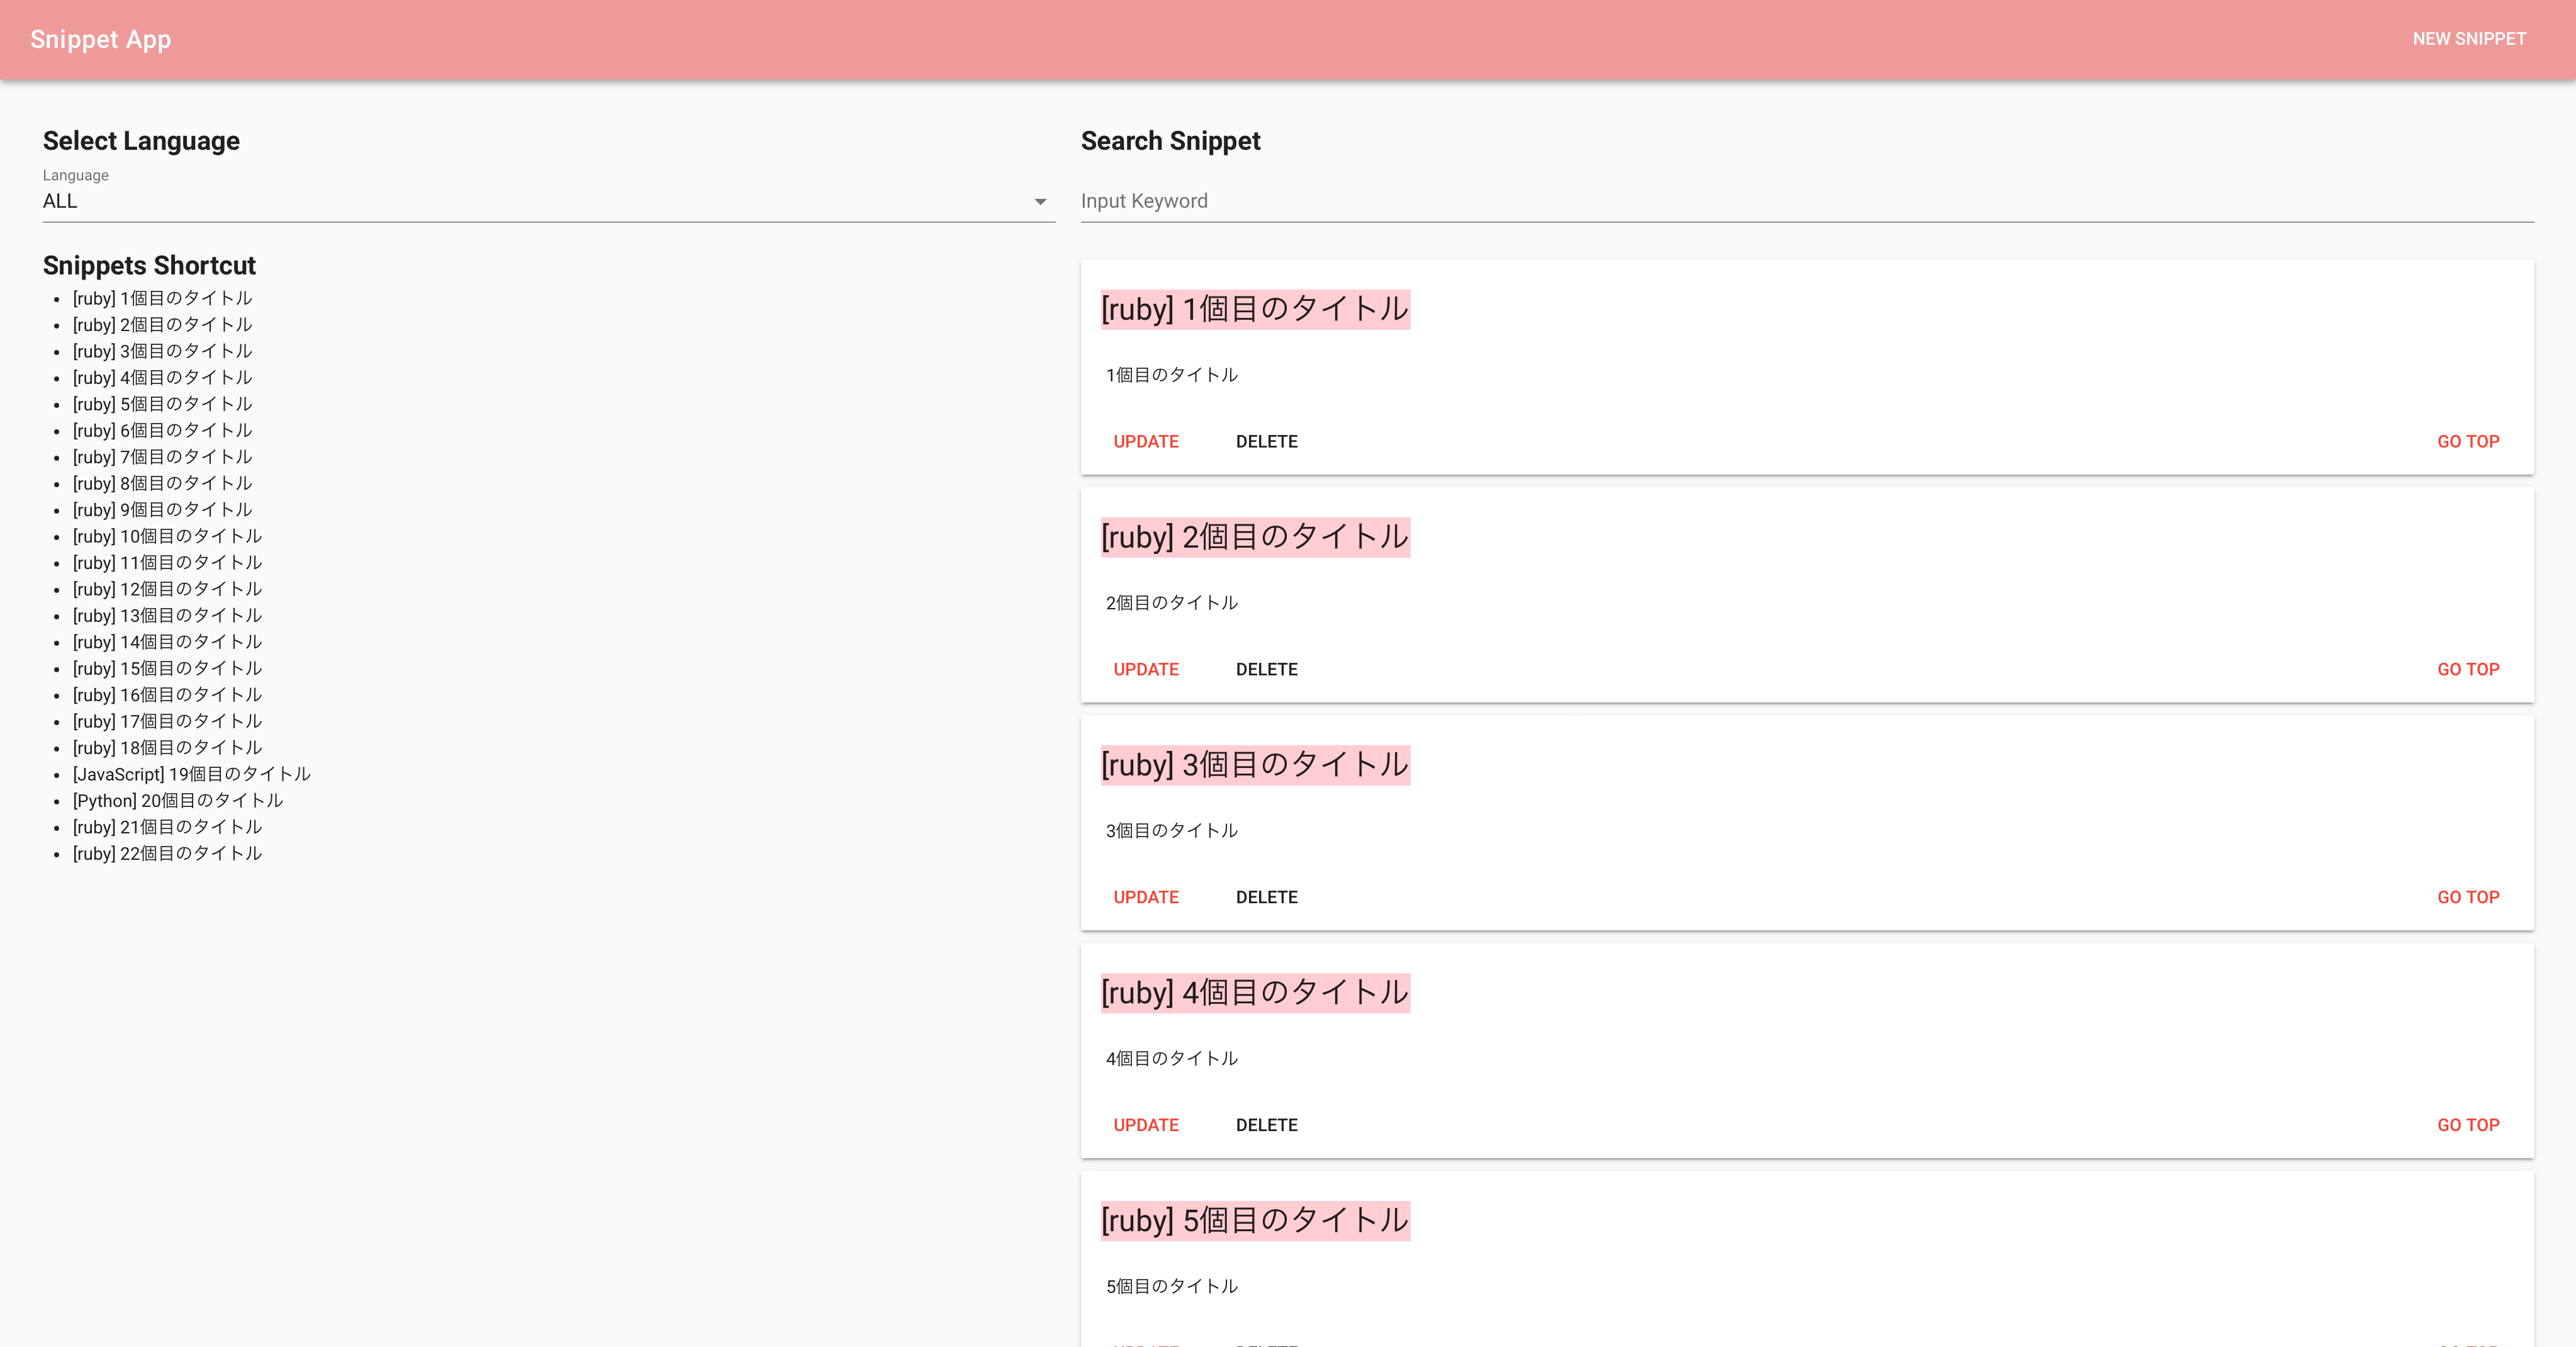 Snippet App
NEW SNIPPET
Select Language
Language
ALL
Snippets Shortcut
[ruby] 1個目のタイトル
[ruby] 2個目のタイトル
[ruby] 3個目のタイトル
[ruby] 4個目のタイトル
[ruby] 5個目のタイトル
[ruby] 6個目のタイトル
[ruby] 7個目のタイトル
[ruby] 8個目のタイトル
[ruby] 9個目のタイトル
[ruby] 10個目のタイトル
[ruby] 11個目のタイトル
[ruby] 12個目のタイトル
[ruby] 13個目のタイトル
[ruby] 14個目のタイトル
[ruby] 15個目のタイトル
[ruby] 16個目のタイトル
[ruby] 17個目のタイトル
[ruby] 18個目のタイトル
[JavaScript] 19個目のタイトル
[Python] 20個目のタイトル
[ruby] 21個目のタイトル
[ruby] 22個目のタイトル
Search Snippet
Input Keyword
[ruby] 1個目のタイトル
1個目のタイトル
UPDATE DELETE GO TOP
[ruby] 2個目のタイトル
2個目のタイトル
UPDATE DELETE GO TOP
[ruby] 3個目のタイトル
3個目のタイトル
UPDATE DELETE GO TOP
[ruby] 4個目のタイトル
4個目のタイトル
UPDATE DELETE GO TOP
[ruby] 5個目のタイトル
5個目のタイトル